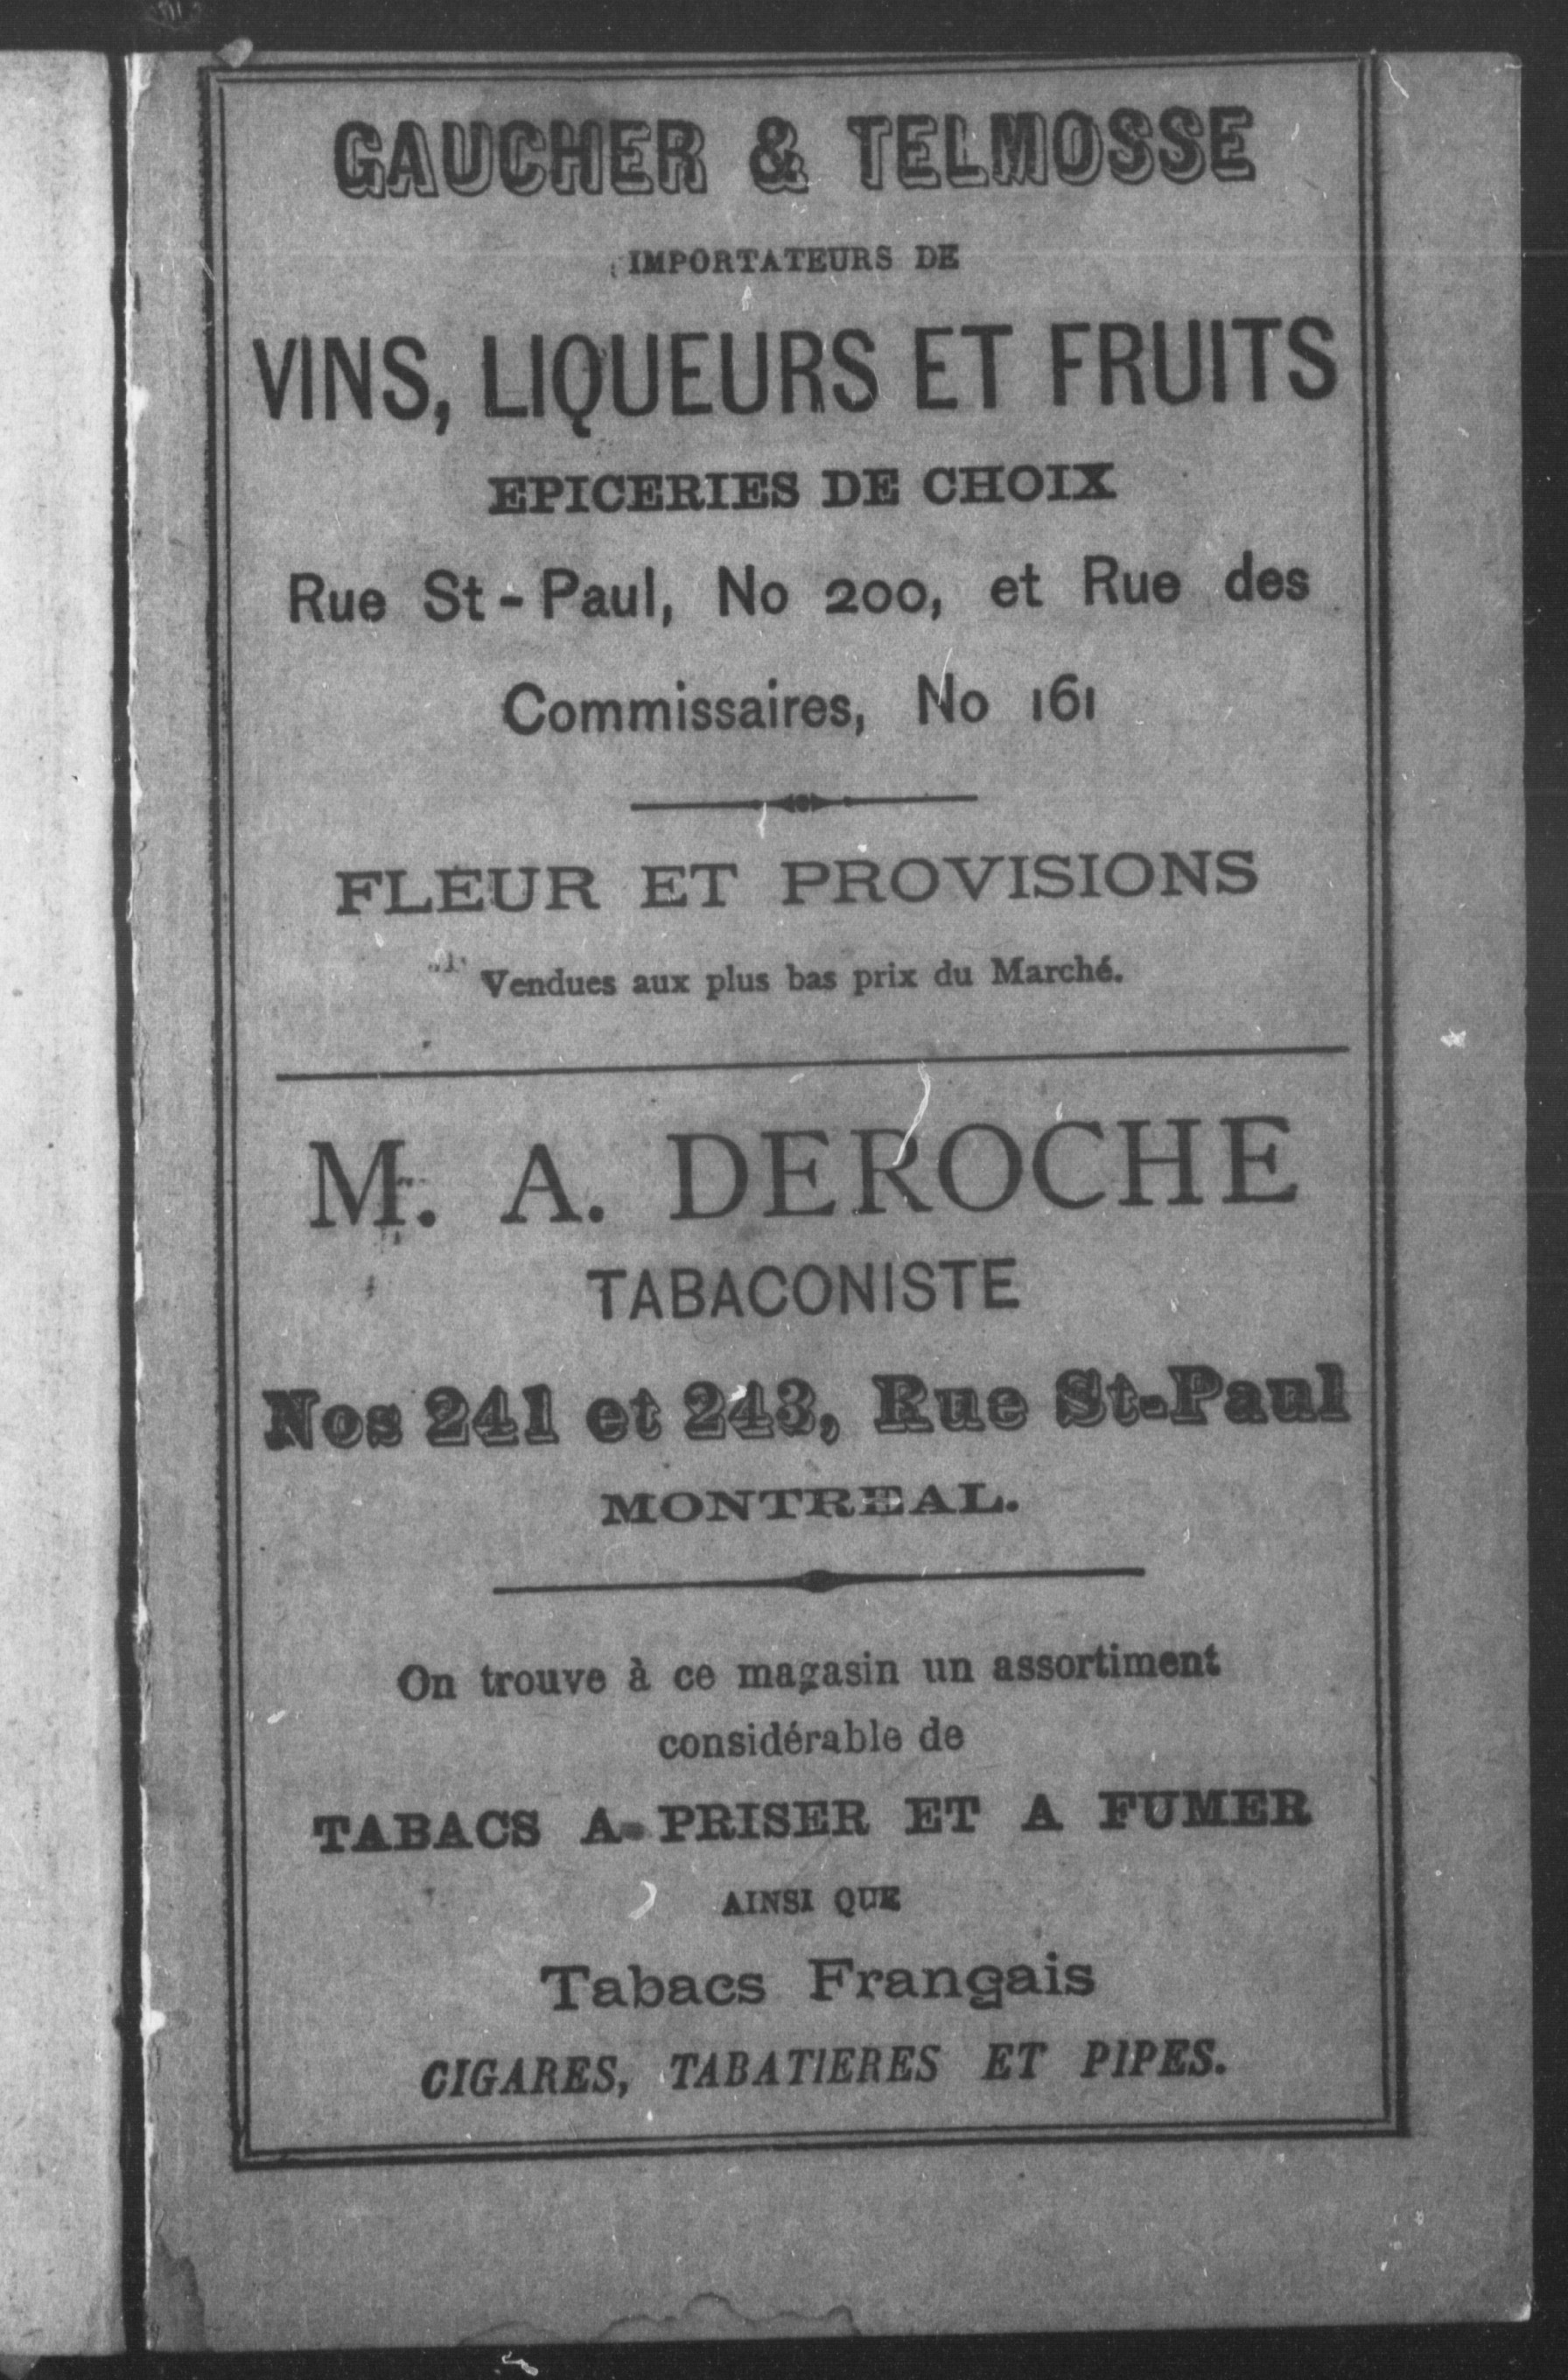 GAUCHER & TELMOSSE
IMPORTATEURS DE
VINS, LIQUEURS ET FRUITS
EPICERIES DE CHOIX
Rue St-Paul, No 200, et Rue des
Commissaires, No 161
FLEUR ET PROVISIONS
Vendues aux plus bas prix du Marché.
M. A. DEROCHE
TABACONISTE
Nos 241 et 243, Rue St-Paul
MONTREAL.
On trouve à ce magasin un assortiment
considérable de
TABACS A PRISER ET A FUMER
AINSI QUE
Tabacs Français
CIGARES, TABATIERES ET PIPES.